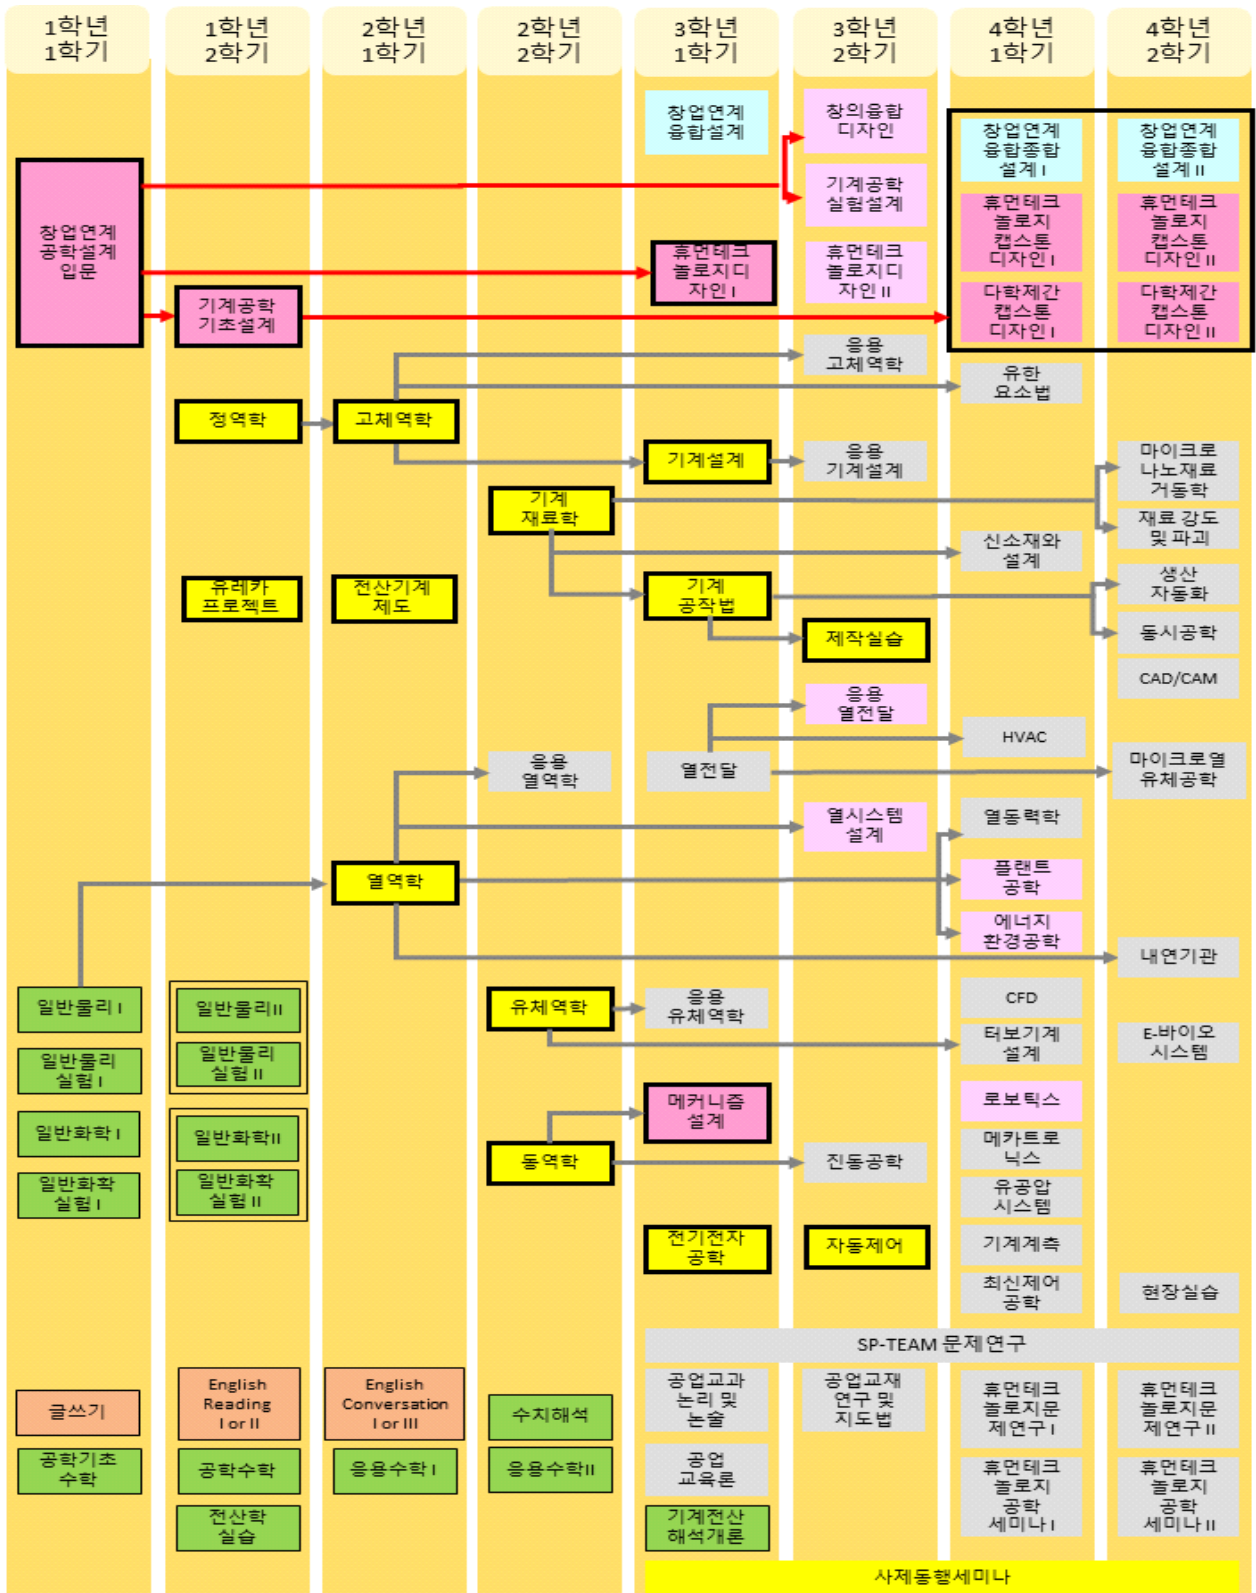 1학년
1학기
1학년
2학기
2학년
1학기
2학년
2학기
3학년
1학기
3학년
2학기
4학년
1학기
4학년
2학기
창업연계
공학설계
입문
기계공학
기초설계
창업연계
융합설계
창의융합
디자인
기계공학
실험설계
휴먼테크
놀로지디
자인 I
휴먼테크
놀로지디
자인 II
창업연계
융합종합
설계 I
창업연계
융합종합
설계 II
휴먼테크
놀로지
캡스톤
디자인 I
휴먼테크
놀로지
캡스톤
디자인 II
다학제간
캡스톤
디자인 I
다학제간
캡스톤
디자인 II
응용
고체역학
유한
요소법
정역학
고체역학
기계설계
응용
기계설계
마이크로
나노재료
거동학
기계
재료학
재료 강도
및 파괴
신소재와
설계
유레카
프로젝트
전산기계
제도
기계
공작법
생산
자동화
제작실습
동시공학
CAD/CAM
응용
열전달
HVAC
응용
열역학
열전달
마이크로열
유체공학
열시스템
설계
열동력학
열역학
플랜트
공학
에너지
환경공학
내연기관
일반물리 I
일반물리II
유체역학
응용
유체역학
CFD
일반물리
실험 I
일반물리
실험 II
터보기계
설계
E-바이오
시스템
일반화학 I
일반화학II
메커니즘
설계
로보틱스
동역학
진동공학
메카트로
닉스
일반화확
실험 I
일반화학
실험 II
유공압
시스템
전기전자
공학
자동제어
기계계측
최신제어
공학
현장실습
SP-TEAM 문제연구
글쓰기
English
Reading
I or II
English
Conversation
I or III
수치해석
공업교과
논리 및
논술
공업교재
연구 및
지도법
휴먼테크
놀로지문
제연구 I
휴먼테크
놀로지문
제연구 II
공학기초
수학
공학수학
응용수학 I
응용수학II
공업
교육론
휴먼테크
놀로지
공학
세미나 I
휴먼테크
놀로지
공학
세미나 II
전산학
실습
기계전산
해석개론
사제동행세미나